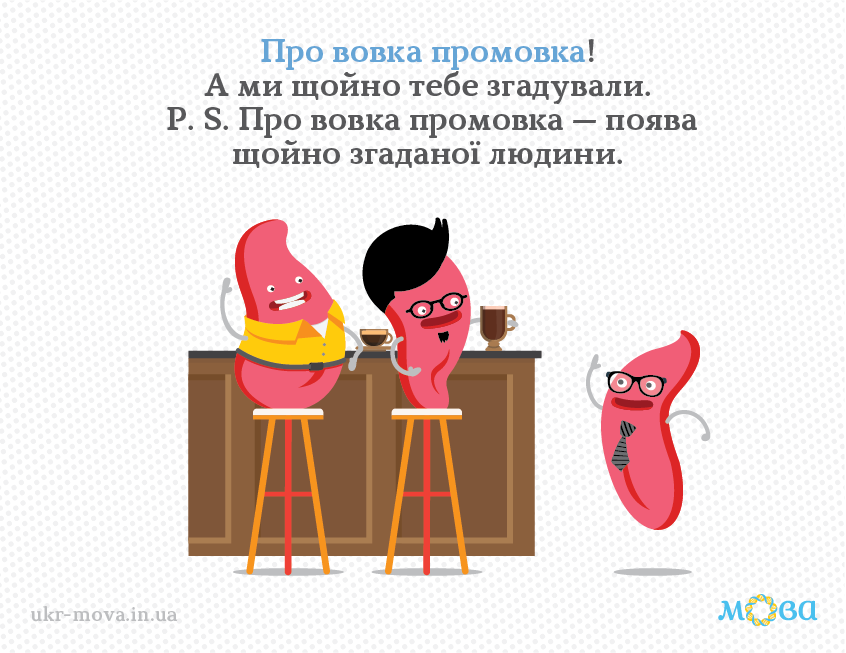 Про вовка промовка!
А ми щойно тебе згадували.
P. S. Про вовка промовка — поява
щойно згаданої людини.
ukr-mova.in.ua
мова